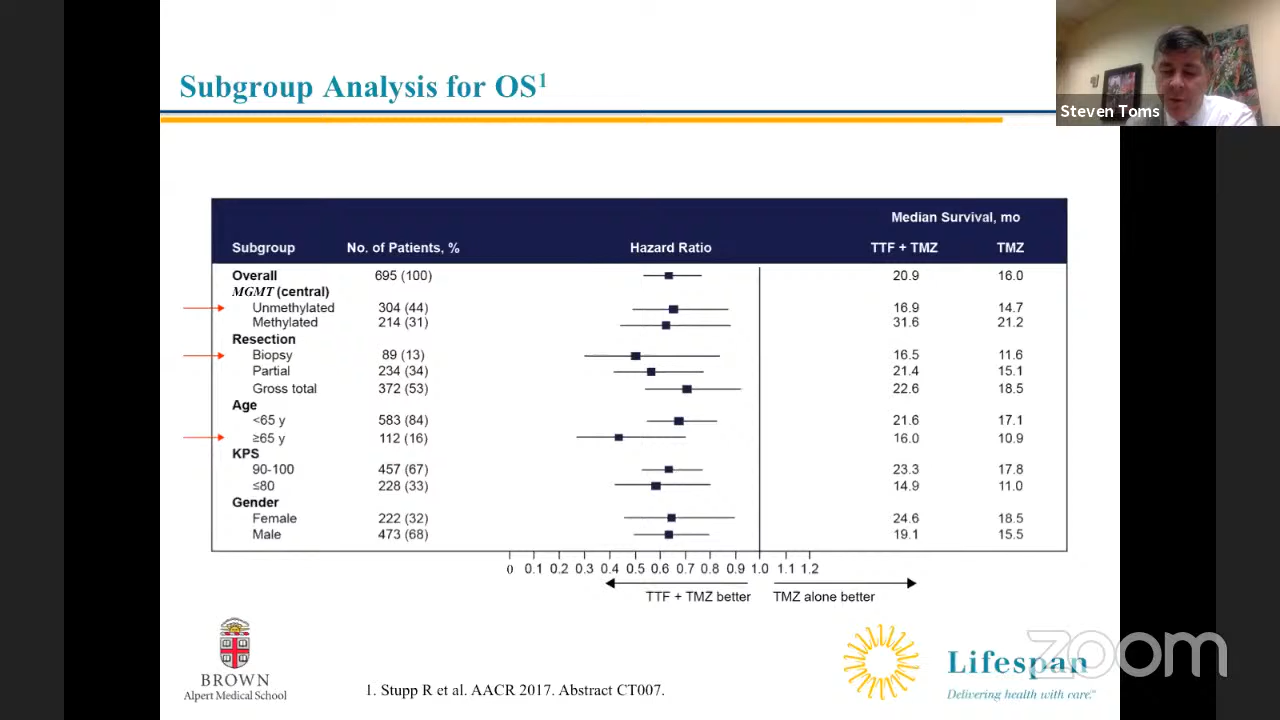 Subgroup Analysis for OS1
Steven Toms
Median Survival, mo
Subgroup No. of Patients, % Hazard Ratio TTF + TMZ TMZ
Overall 695 (100) 20.9 16.0
MGMT (central)
Unmethylated 304 (44) 16.9 14.7
Methylated 214 (31) 31.6 21.2
Resection
Biopsy 89 (13) 16.5 11.6
Partial 234 (34) 21.4 15.1
Gross total 372 (53) 22.6 18.5
Age
<65 y 583 (84) 21.6 17.1
≥65 y 112 (16) 16.0 10.9
KPS
90-100 457 (67) 23.3 17.8
≤80 228 (33) 14.9 11.0
Gender
Female 222 (32) 24.6 18.5
Male 473 (68) 19.1 15.5
0 0.1 0.2 0.3 0.4 0.5 0.6 0.7 0.8 0.9 1.0 1.1 1.2
TTF + TMZ better TMZ alone better
BROWN
Alpert Medical School
1. Stupp R et al. AACR 2017. Abstract CT007.
Lifespan
Delivering health with care.
zoom